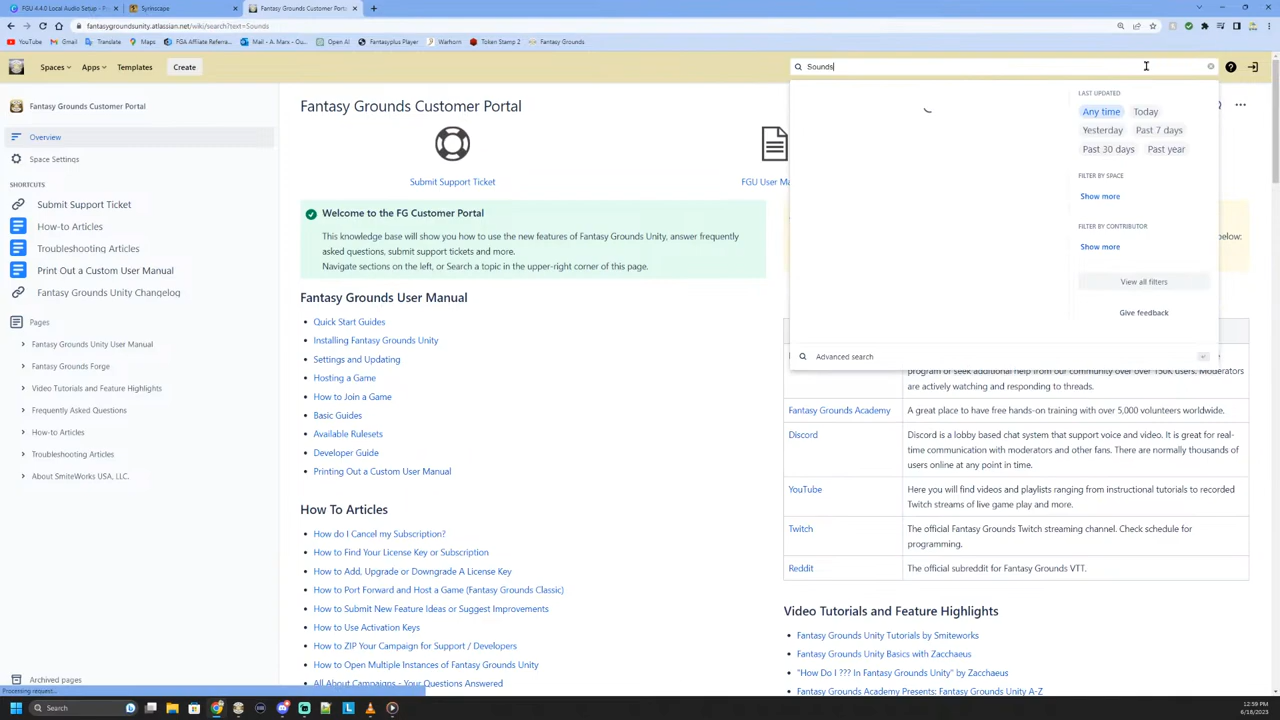 FGU 4.4.0 Local Audio Setup - P
Syrinscape
Fantasy Grounds Customer Port
fantasygroundsunity.atlassian.net/wiki/search?text=Sounds
YouTube
Gmail
Translate
Maps
FGA Affiliate Referra...
Mail - A. Marx - Ou...
Open AI
Fantasyplus Player
Warhorn
Token Stamp 2
Fantasy Grounds
Spaces
Apps
Templates
Create
Sounds
Fantasy Grounds Customer Portal
Overview
Space Settings
SHORTCUTS
Submit Support Ticket
How-to Articles
Troubleshooting Articles
Print Out a Custom User Manual
Fantasy Grounds Unity Changelog
Pages
Fantasy Grounds Unity User Manual
Fantasy Grounds Forge
Video Tutorials and Feature Highlights
Frequently Asked Questions
How-to Articles
Troubleshooting Articles
About SmiteWorks USA, LLC.
Archived pages
Processing request...
Fantasy Grounds Customer Portal
Submit Support Ticket
FGU User Ma
Welcome to the FG Customer Portal
This knowledge base will show you how to use the new features of Fantasy Grounds Unity, answer frequently
asked questions, submit support tickets and more.
Navigate sections on the left, or Search a topic in the upper-right corner of this page.
Fantasy Grounds User Manual
Quick Start Guides
Installing Fantasy Grounds Unity
Settings and Updating
Hosting a Game
How to Join a Game
Basic Guides
Available Rulesets
Developer Guide
Printing Out a Custom User Manual
How To Articles
How do I Cancel my Subscription?
How to Find Your License Key or Subscription
How to Add, Upgrade or Downgrade A License Key
How to Port Forward and Host a Game (Fantasy Grounds Classic)
How to Submit New Feature Ideas or Suggest Improvements
How to Use Activation Keys
How to ZIP Your Campaign for Support / Developers
How to Open Multiple Instances of Fantasy Grounds Unity
All About Campaigns - Your Questions Answered
LAST UPDATED
Any time
Today
Yesterday
Past 7 days
Past 30 days
Past year
FILTER BY SPACE
Show more
FILTER BY CONTRIBUTOR
Show more
View all filters
Give feedback
Advanced search
below:
program or seek additional help from our community over over 150K users. Moderators
are actively watching and responding to threads.
Fantasy Grounds Academy
A great place to have free hands-on training with over 5,000 volunteers worldwide.
Discord
Discord is a lobby based chat system that support voice and video. It is great for real-
time communication with moderators and other fans. There are normally thousands of
users online at any point in time.
YouTube
Here you will find videos and playlists ranging from instructional tutorials to recorded
Twitch streams of live game play and more.
Twitch
The official Fantasy Grounds Twitch streaming channel. Check schedule for
programming.
Reddit
The official subreddit for Fantasy Grounds VTT.
Video Tutorials and Feature Highlights
Fantasy Grounds Unity Tutorials by Smiteworks
Fantasy Grounds Unity Basics with Zacchaeus
"How Do I ??? In Fantasy Grounds Unity" by Zacchaeus
Fantasy Grounds Academy Presents: Fantasy Grounds Unity A-Z
Search
12:59 PM
6/18/2023